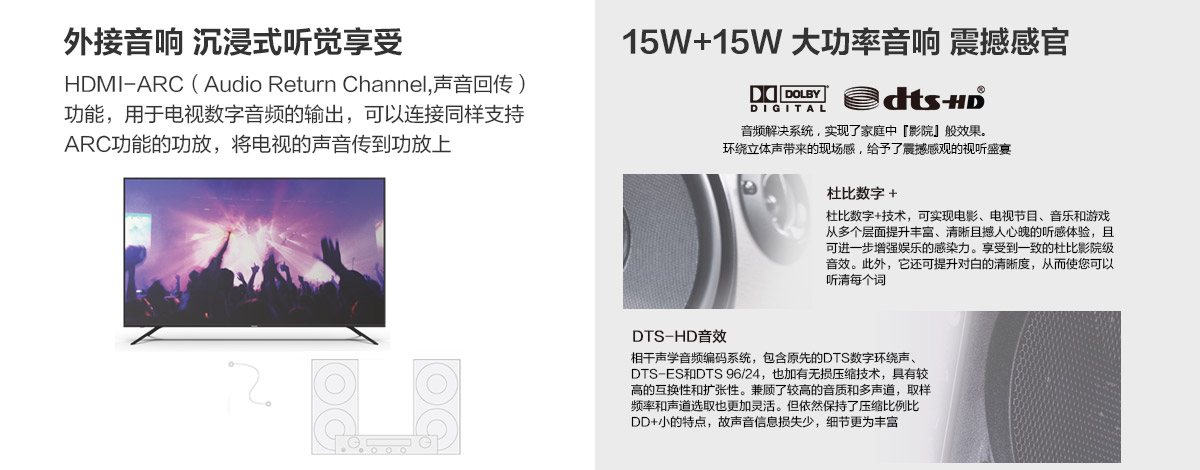 外接音响 沉浸式听觉享受
HDMI-ARC（Audio Return Channel,声音回传）
功能，用于电视数字音频的输出，可以连接同样支持
ARC功能的功放，将电视的声音传到功放上
15W+15W 大功率音响 震撼感官
DOLBY
DIGITAL
dts-HD®
音频解决系统，实现了家庭中『影院』般效果。
环绕立体声带来的现场感，给予了震撼感观的视听盛宴
杜比数字 +
杜比数字+技术，可实现电影、电视节目、音乐和游戏
从多个层面提升丰富、清晰且撼人心魄的听感体验，且
可进一步增强娱乐的感染力。享受到一致的杜比影院级
音效。此外，它还可提升对白的清晰度，从而使您可以
听清每个词
DTS-HD音效
相干声学音频编码系统，包含原先的DTS数字环绕声、
DTS-ES和DTS 96/24，也加有无损压缩技术，具有较
高的互换性和扩张性。兼顾了较高的音质和多声道，取样
频率和声道选取也更加灵活。但依然保持了压缩比例比
DD+小的特点，故声音信息损失少，细节更为丰富